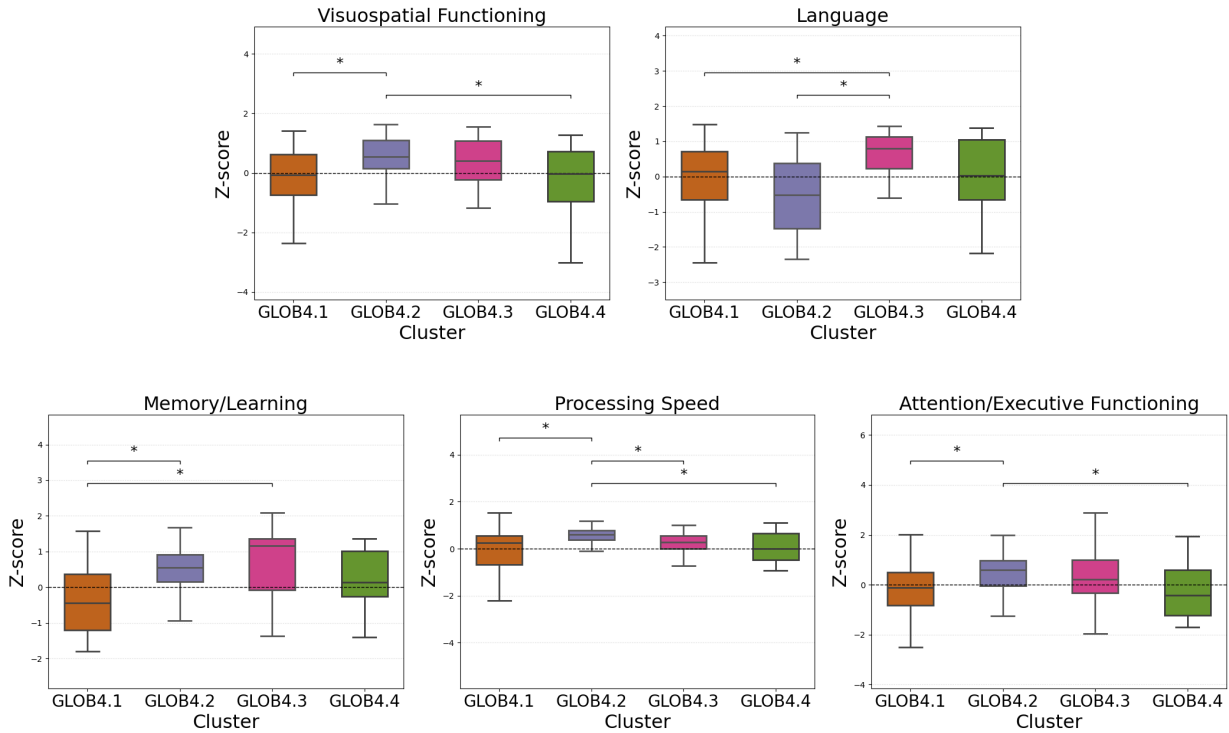 Visuospatial Functioning
4
2
0
−2
−4
Z-score
*
*
GLOB4.1 GLOB4.2 GLOB4.3 GLOB4.4
Cluster
Language
4
3
2
1
0
−1
−2
−3
Z-score
*
*
GLOB4.1 GLOB4.2 GLOB4.3 GLOB4.4
Cluster
Memory/Learning
4
3
2
1
0
−1
−2
Z-score
*
*
GLOB4.1 GLOB4.2 GLOB4.3 GLOB4.4
Cluster
Processing Speed
4
2
0
−2
−4
Z-score
*
*
*
GLOB4.1 GLOB4.2 GLOB4.3 GLOB4.4
Cluster
Attention/Executive Functioning
6
4
2
0
−2
−4
Z-score
*
*
GLOB4.1 GLOB4.2 GLOB4.3 GLOB4.4
Cluster